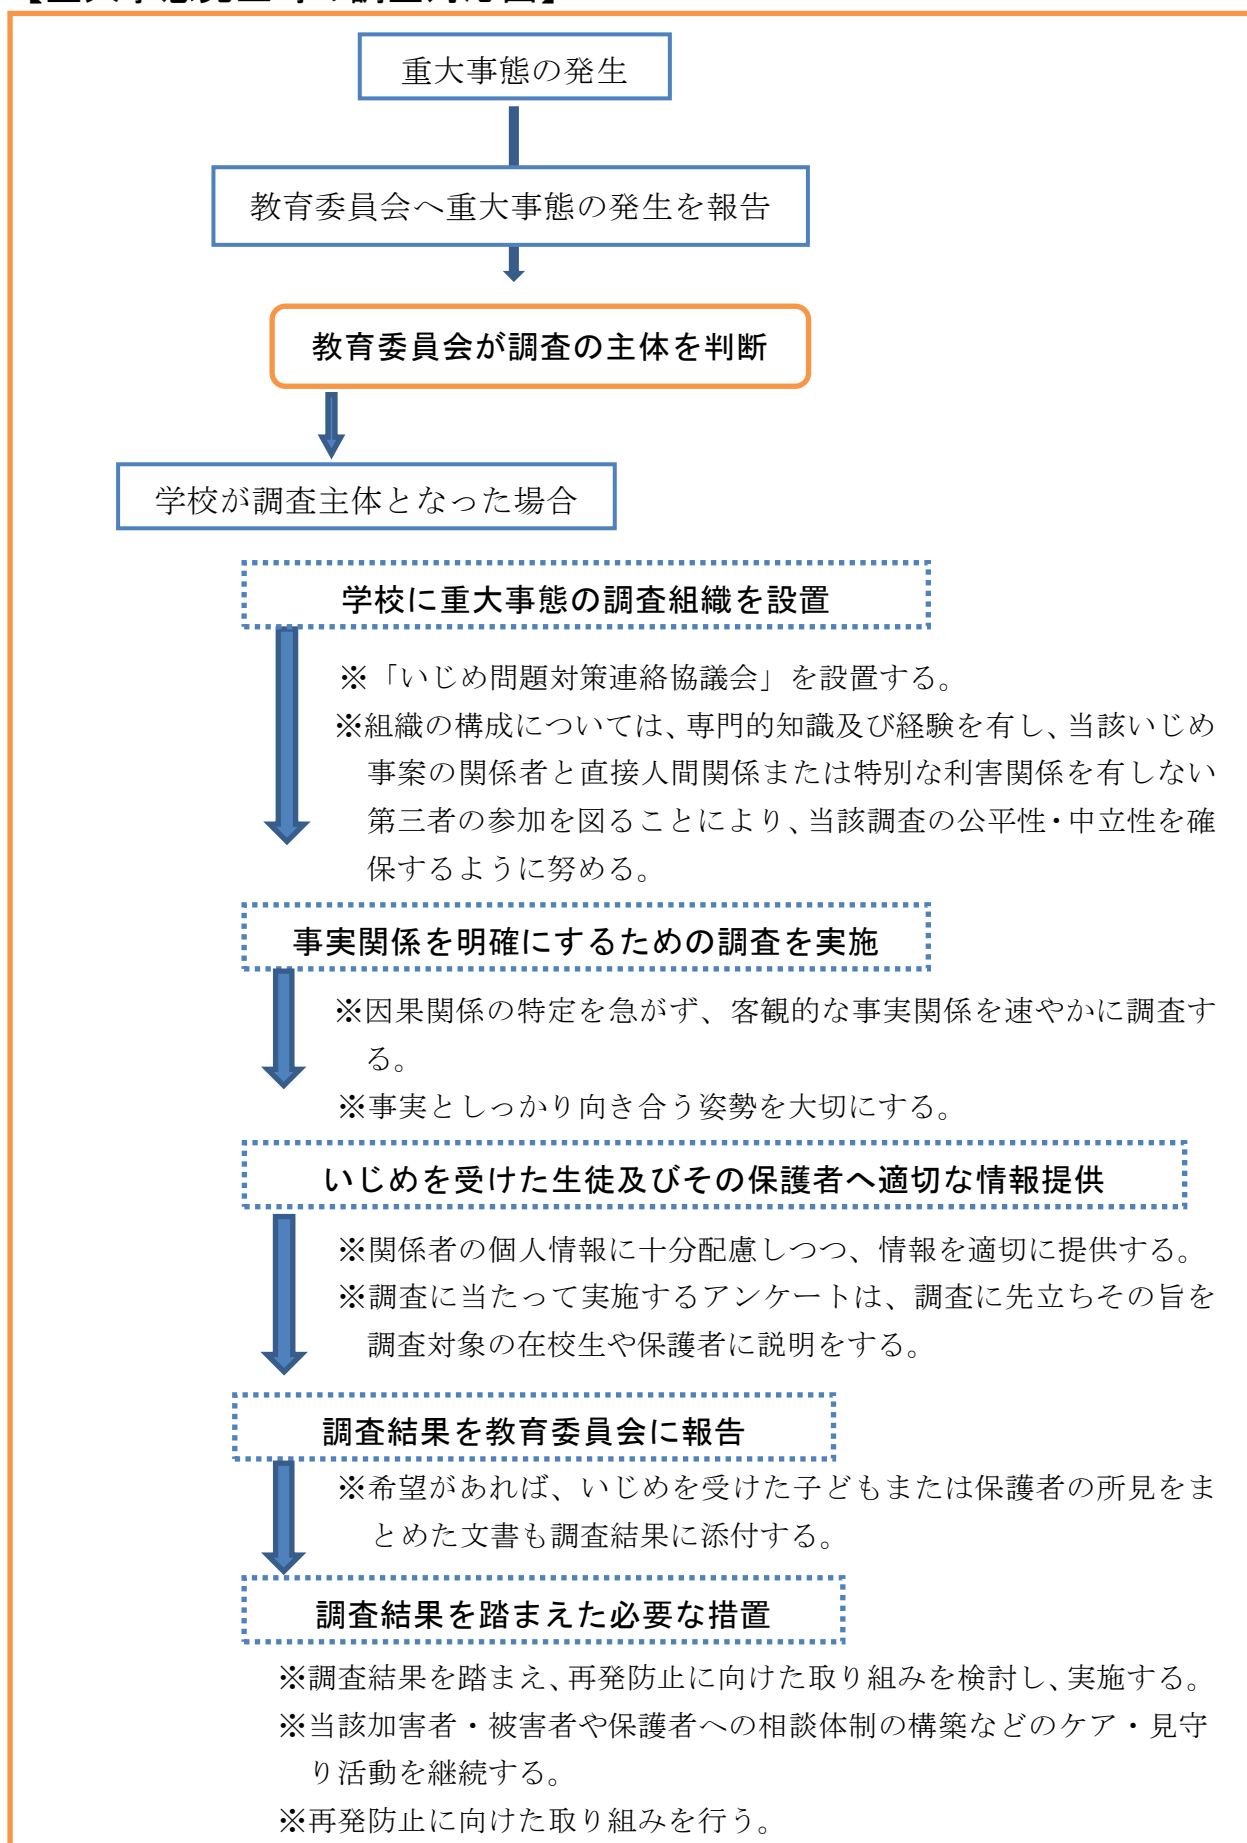 重大事態の発生
教育委員会へ重大事態の発生を報告
教育委員会が調査の主体を判断
学校が調査主体となった場合
学校に重大事態の調査組織を設置
※「いじめ問題対策連絡協議会」を設置する。
※組織の構成については、専門的知識及び経験を有し、当該いじめ
事案の関係者と直接人間関係または特別な利害関係を有しない
第三者の参加を図ることにより、当該調査の公平性・中立性を確
保するように努める。
事実関係を明確にするための調査を実施
※因果関係の特定を急がず、客観的な事実関係を速やかに調査す
る。
※事実としっかり向き合う姿勢を大切にする。
いじめを受けた生徒及びその保護者へ適切な情報提供
※関係者の個人情報に十分配慮しつつ、情報を適切に提供する。
※調査に当たって実施するアンケートは、調査に先立ちその旨を
調査対象の在校生や保護者に説明をする。
調査結果を教育委員会に報告
※希望があれば、いじめを受けた子どもまたは保護者の所見をま
とめた文書も調査結果に添付する。
調査結果を踏まえた必要な措置
※調査結果を踏まえ、再発防止に向けた取り組みを検討し、実施する。
※当該加害者・被害者や保護者への相談体制の構築などのケア・見守
り活動を継続する。
※再発防止に向けた取り組みを行う。